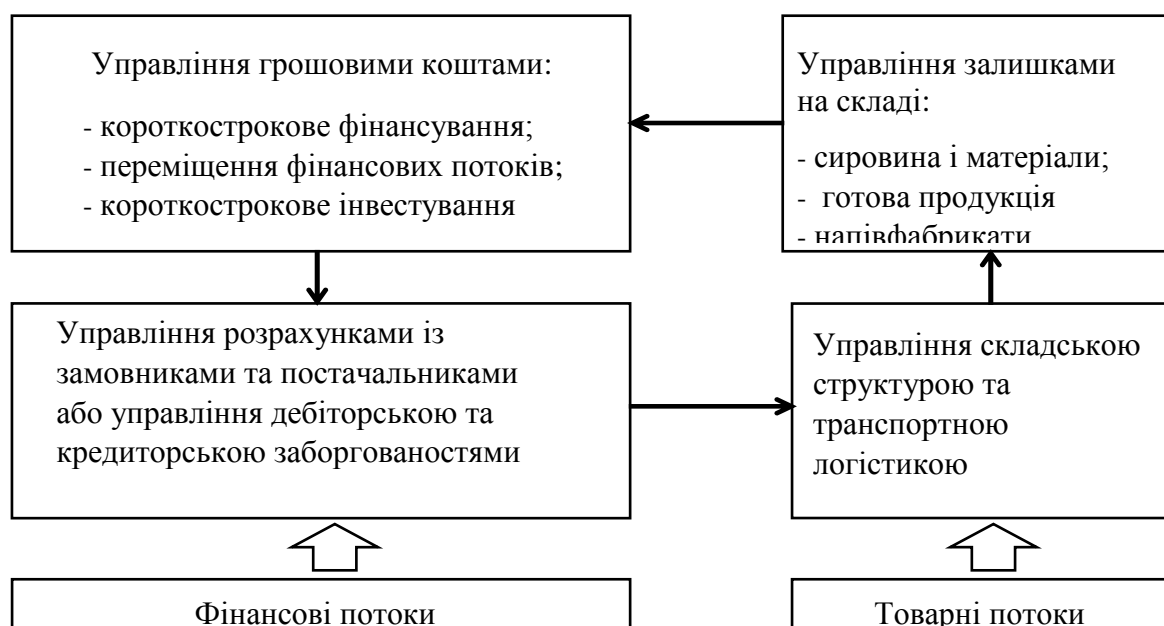 Управління грошовими коштами:
- короткострокове фінансування;
- переміщення фінансових потоків;
- короткострокове інвестування
Управління залишками
на складі:
- сировина і матеріали;
- готова продукція
- напівфабрикати
Управління розрахунками із
замовниками та постачальниками
або управління дебіторською та
кредиторською заборгованостями
Управління складською
структурою та
транспортною
логістикою
Фінансові потоки
Товарні потоки